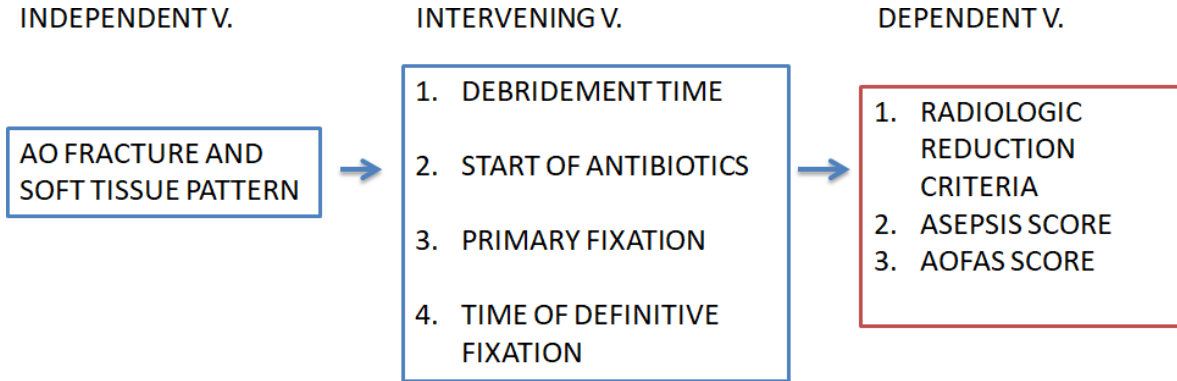 INDEPENDENT V.
AO FRACTURE AND
SOFT TISSUE PATTERN
INTERVENING V.
1. DEBRIDEMENT TIME
2. START OF ANTIBIOTICS
3. PRIMARY FIXATION
4. TIME OF DEFINITIVE
FIXATION
DEPENDENT V.
1. RADIOLOGIC
REDUCTION
CRITERIA
2. ASEPSIS SCORE
3. AOFAS SCORE